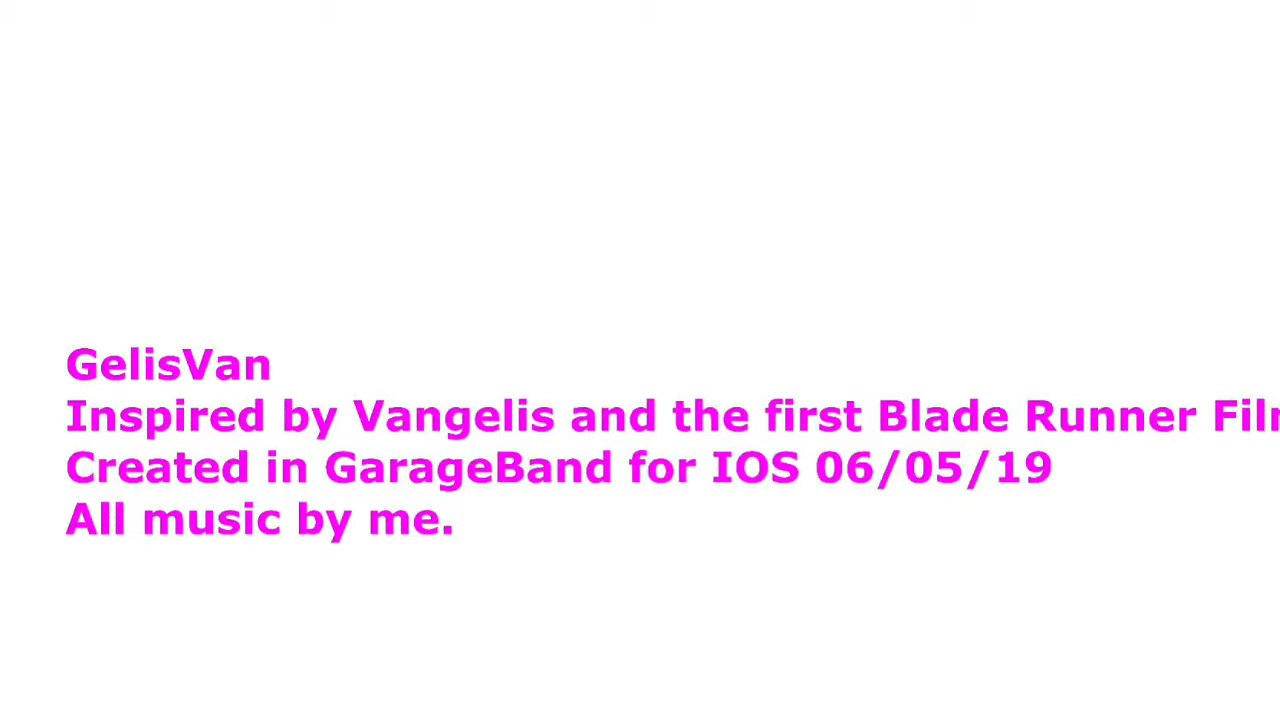 GelisVan
Inspired by Vangelis and the first Blade Runner
Created in GarageBand for IOS 06/05/19
All music by me.